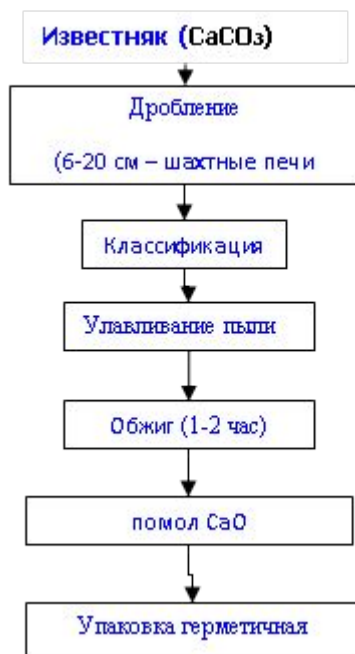 Известняк (CaCO₃)
Дробление
(6-20 см – шахтные печи
Классификация
Улавливание пыли
Обжиг (1-2 час)
помол CaO
Упаковка герметичная